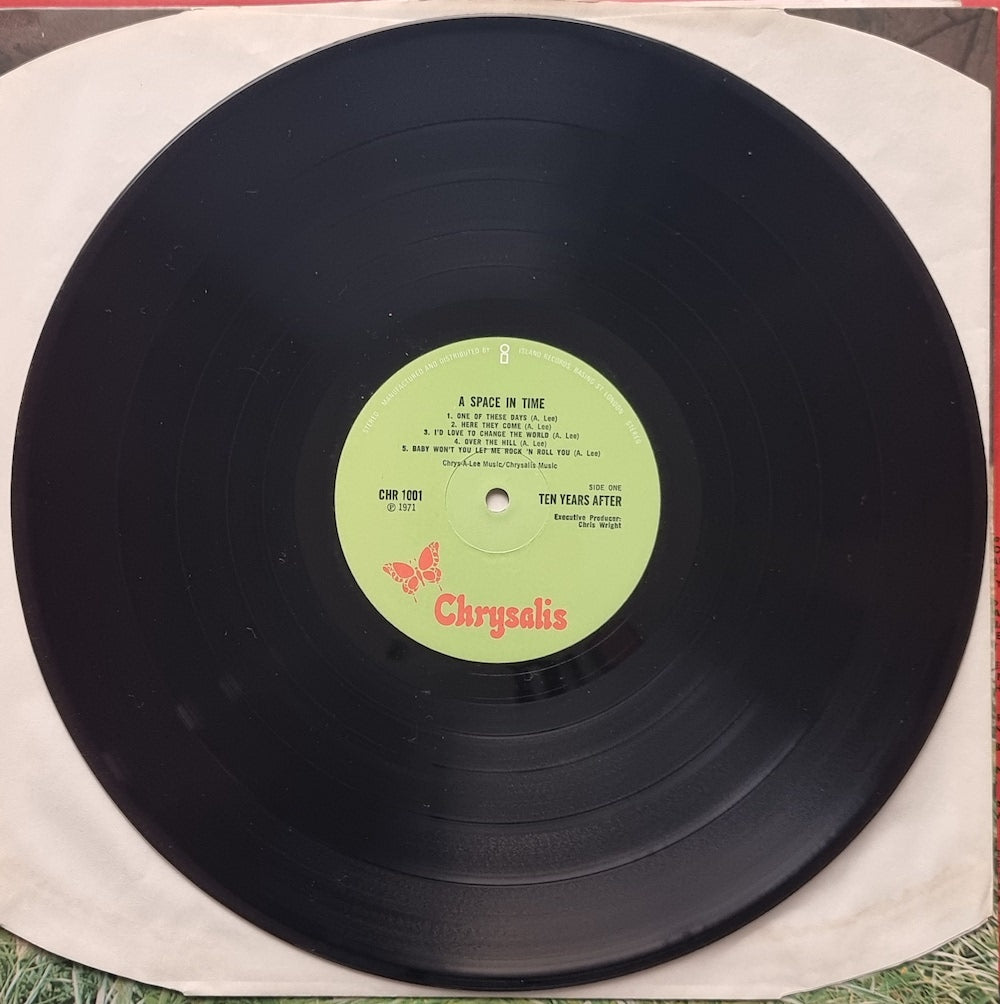 STEREO MANUFACTURED AND DISTRIBUTED BY ISLAND RECORDS, BASING ST. LONDON STEREO
A SPACE IN TIME
1. ONE OF THESE DAYS (A. Lee)
2. HERE THEY COME (A. Lee)
3. I'D LOVE TO CHANGE THE WORLD (A. Lee)
4. OVER THE HILL (A. Lee)
5. BABY WON'T YOU LET ME ROCK 'N ROLL YOU (A. Lee)
Chrys-A-Lee Music/Chrysalis Music
CHR 1001
℗ 1971
SIDE ONE
TEN YEARS AFTER
Executive Producer:
Chris Wright
Chrysalis